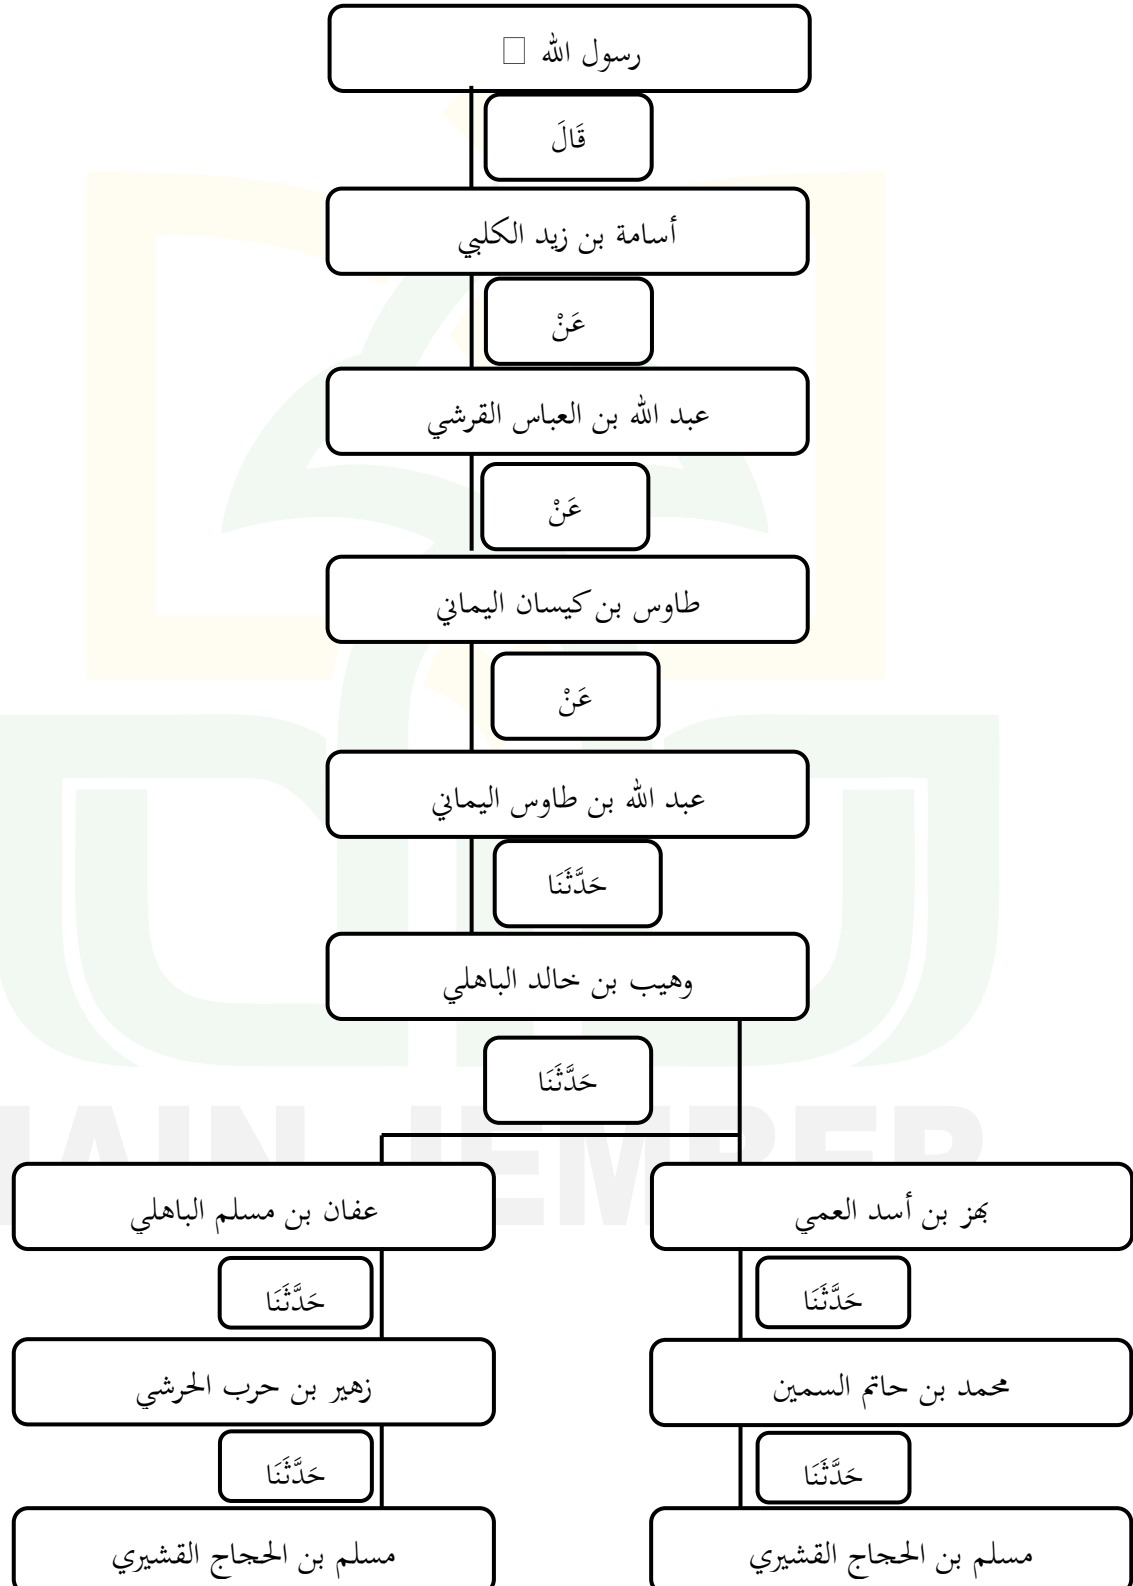 رسول الله □
قَالَ
أسامة بن زيد الكلبي
عَنْ
عبد الله بن العباس القرشي
عَنْ
طاوس بن كيسان اليماني
عَنْ
عبد الله بن طاوس اليماني
حَدَّثَنَا
وهيب بن خالد الباهلي
حَدَّثَنَا
بهز بن أسد العمي
عفان بن مسلم الباهلي
حَدَّثَنَا
حَدَّثَنَا
محمد بن حاتم السمين
زهير بن حرب الحرشي
حَدَّثَنَا
حَدَّثَنَا
مسلم بن الحجاج القشيري
مسلم بن الحجاج القشيري
IAIN JEMBER